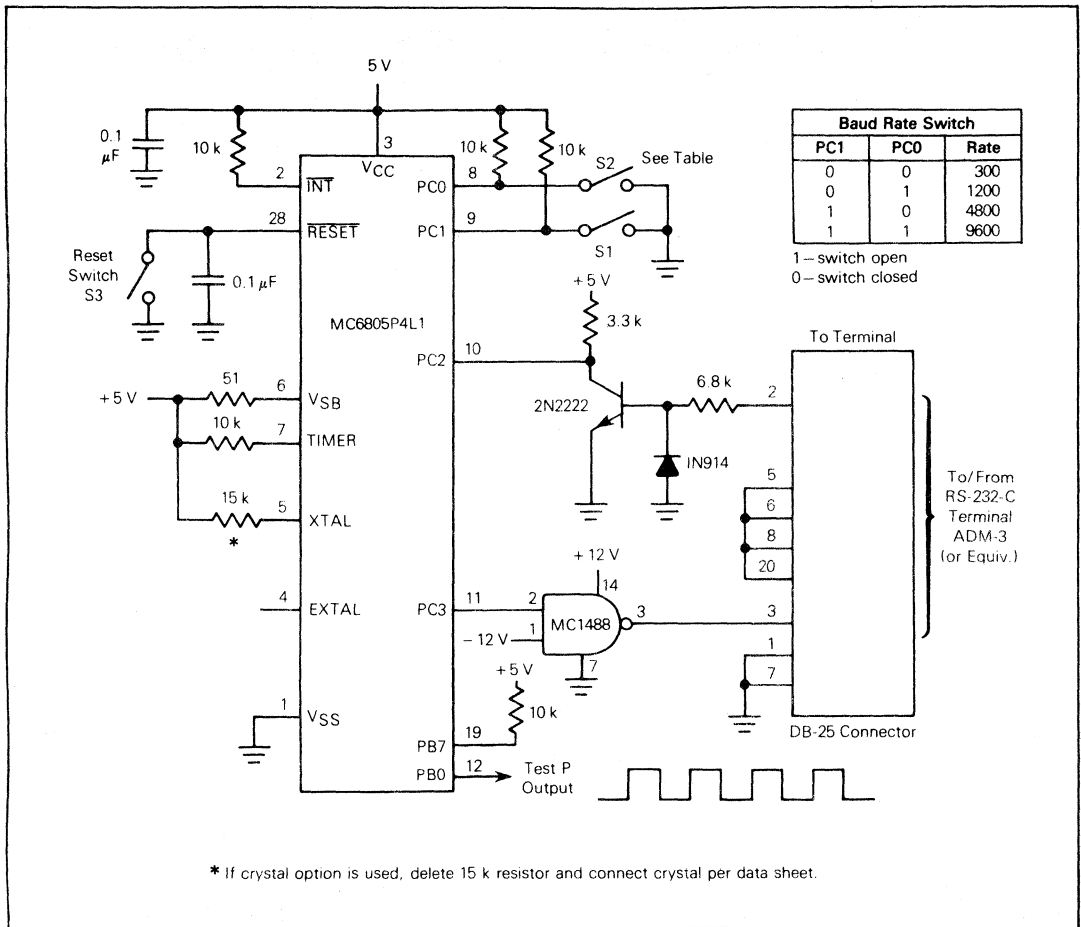 5 V
0.1
μF
10 k
3
VCC
2
INT
28
RESET
Reset
Switch
S3
0.1 μF
MC6805P4L1
+5 V
51
6
VSB
10 k
7
TIMER
15 k
5
XTAL
*
4
EXTAL
1
VSS
10 k
10 k
PC0
8
S2
See Table
PC1
9
S1
+5 V
3.3 k
PC2
10
2N2222
6.8 k
IN914
PC3
11
2
1
-12 V
+12 V
14
MC1488
3
7
+5 V
10 k
PB7
19
PB0
12
Test P
Output
Baud Rate Switch
PC1 PC0 Rate
0 0 300
0 1 1200
1 0 4800
1 1 9600
1 – switch open
0 – switch closed
To Terminal
2
5
6
8
20
3
1
7
DB-25 Connector
To/From
RS-232-C
Terminal
ADM-3
(or Equiv.)
* If crystal option is used, delete 15 k resistor and connect crystal per data sheet.